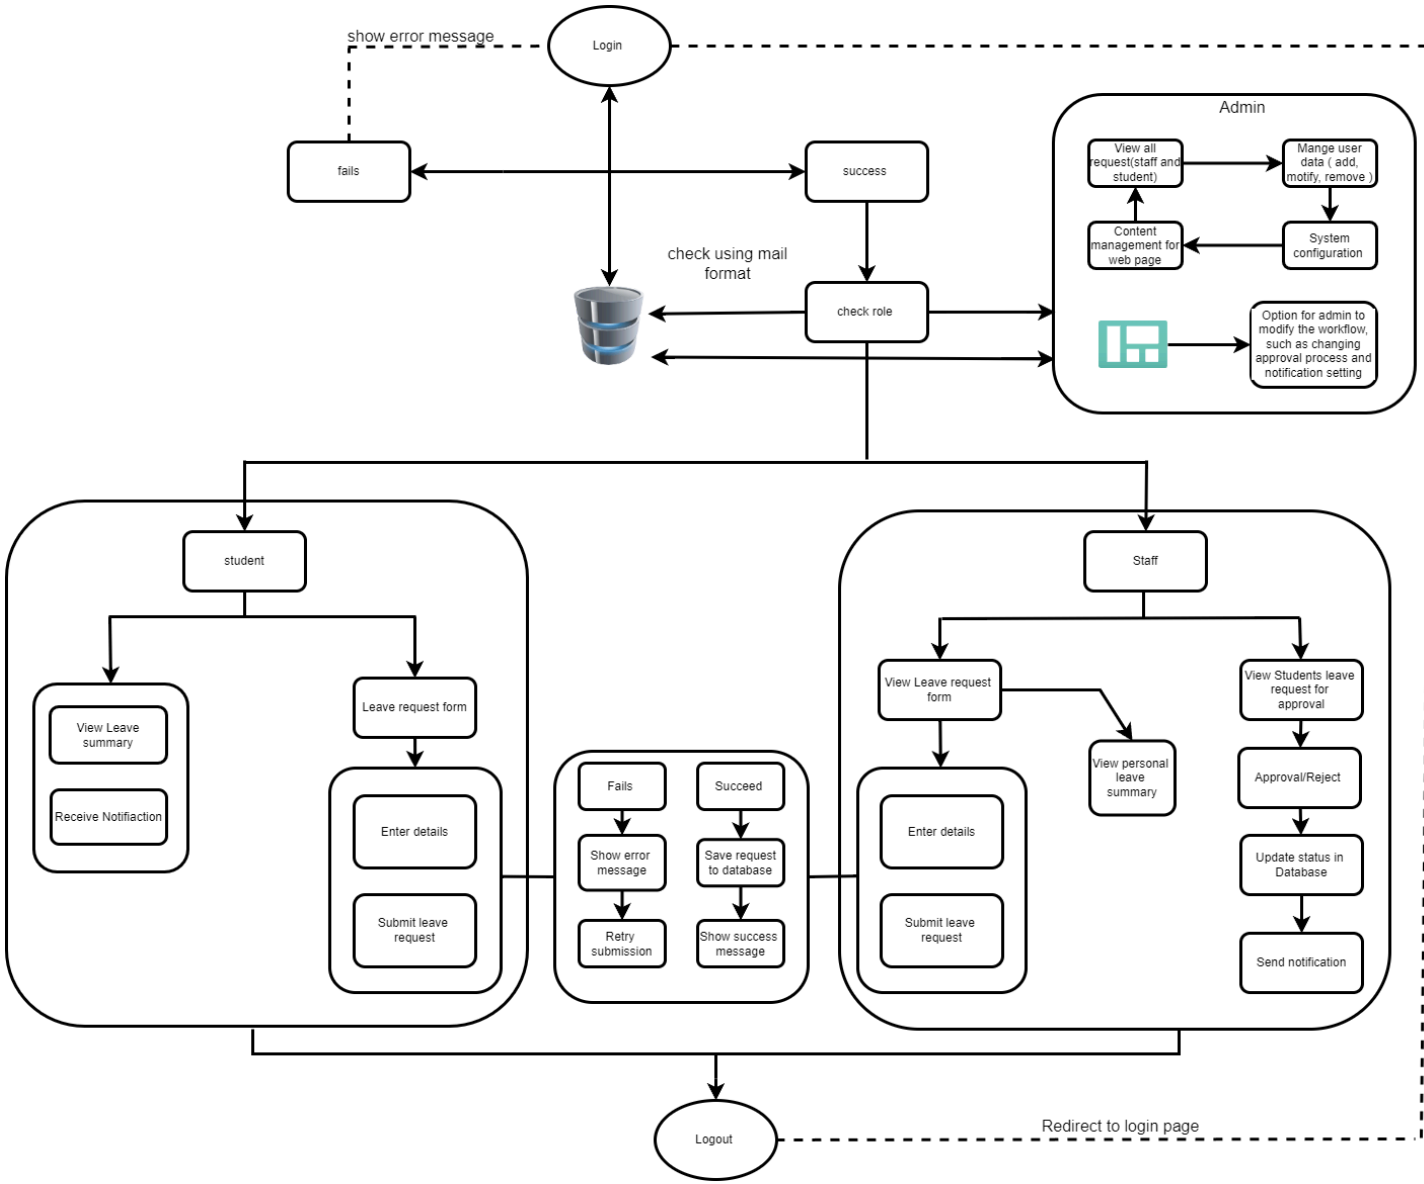 show error message
Login
Admin
fails
success
View all
request(staff and
student)
Mange user
data ( add,
motify, remove )
Content
management for
web page
System
configuration
check using mail
format
check role
Option for admin to
modify the workflow,
such as changing
approval process and
notification setting
student
Staff
View Leave
summary
Receive Notifiaction
Leave request form
Enter details
Submit leave
request
Fails
Show error
message
Retry
submission
Succeed
Save request
to database
Show success
message
View Leave request
form
View personal
leave
summary
Enter details
Submit leave
request
View Students leave
request for
approval
Approval/Reject
Update status in
Database
Send notification
Logout
Redirect to login page